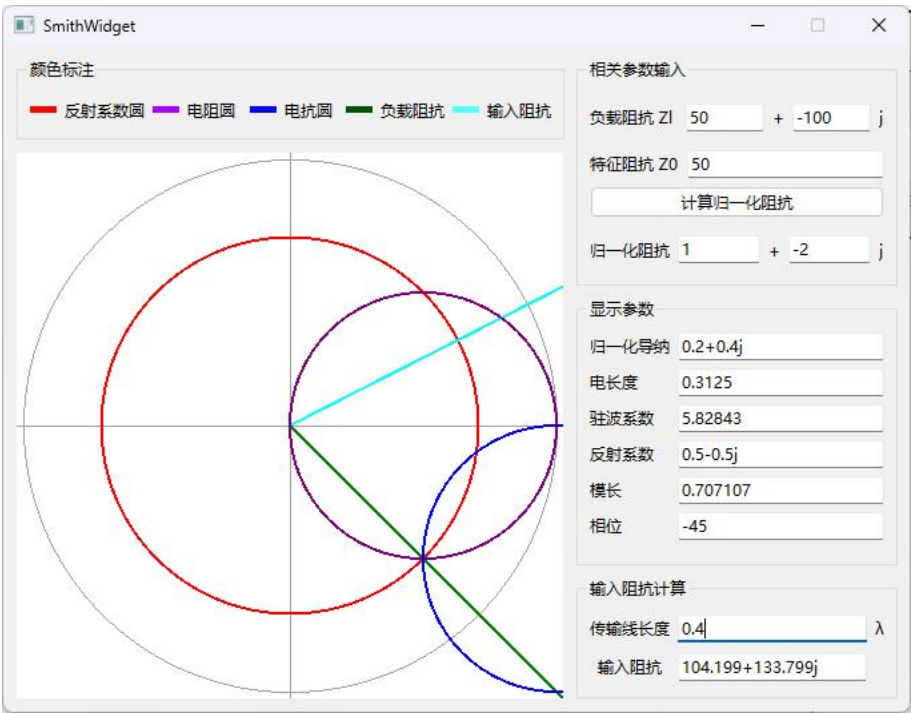 SmithWidget
颜色标注
反射系数圆 电阻圆 电抗圆 负载阻抗 输入阻抗
相关参数输入
负载阻抗 Zl 50 + -100 j
特征阻抗 Z0 50
计算归一化阻抗
归一化阻抗 1 + -2 j
显示参数
归一化导纳 0.2+0.4j
电长度 0.3125
驻波系数 5.82843
反射系数 0.5-0.5j
模长 0.707107
相位 -45
输入阻抗计算
传输线长度 0.4 λ
输入阻抗 104.199+133.799j